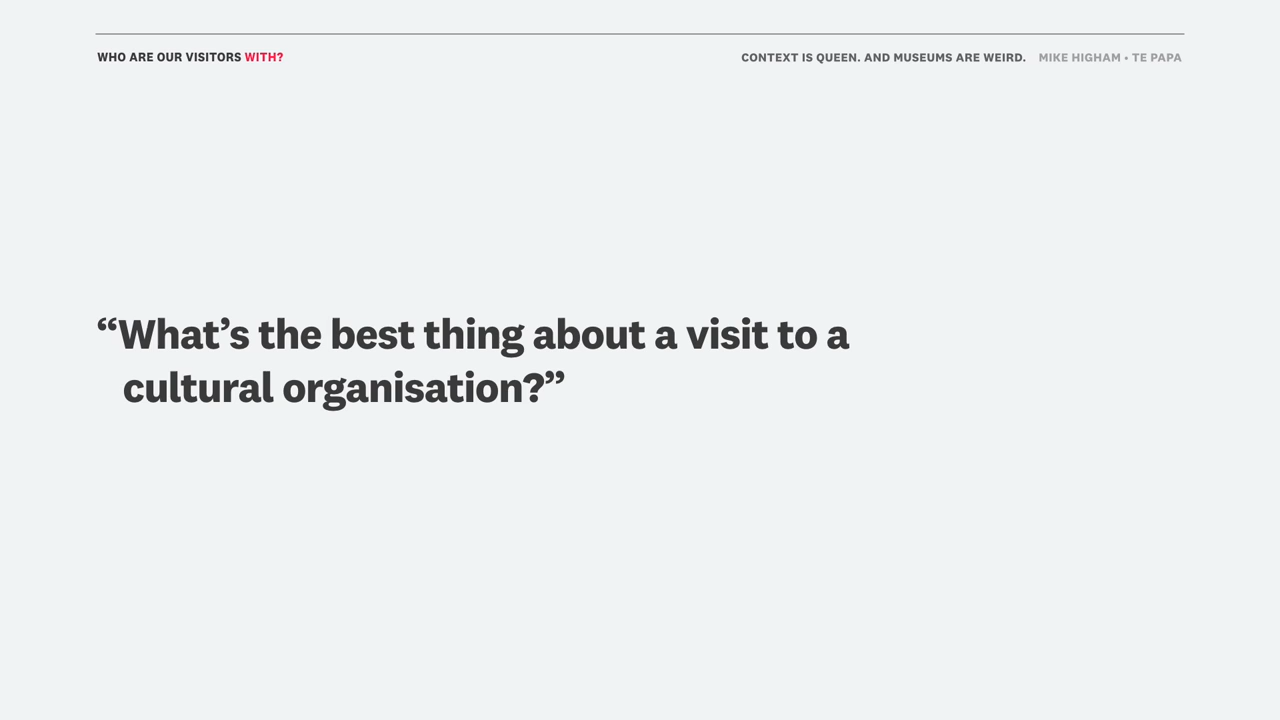 WHO ARE OUR VISITORS WITH?
CONTEXT IS QUEEN. AND MUSEUMS ARE WEIRD. MIKE HIGHAM • TE PAPA
“What’s the best thing about a visit to a
cultural organisation?”